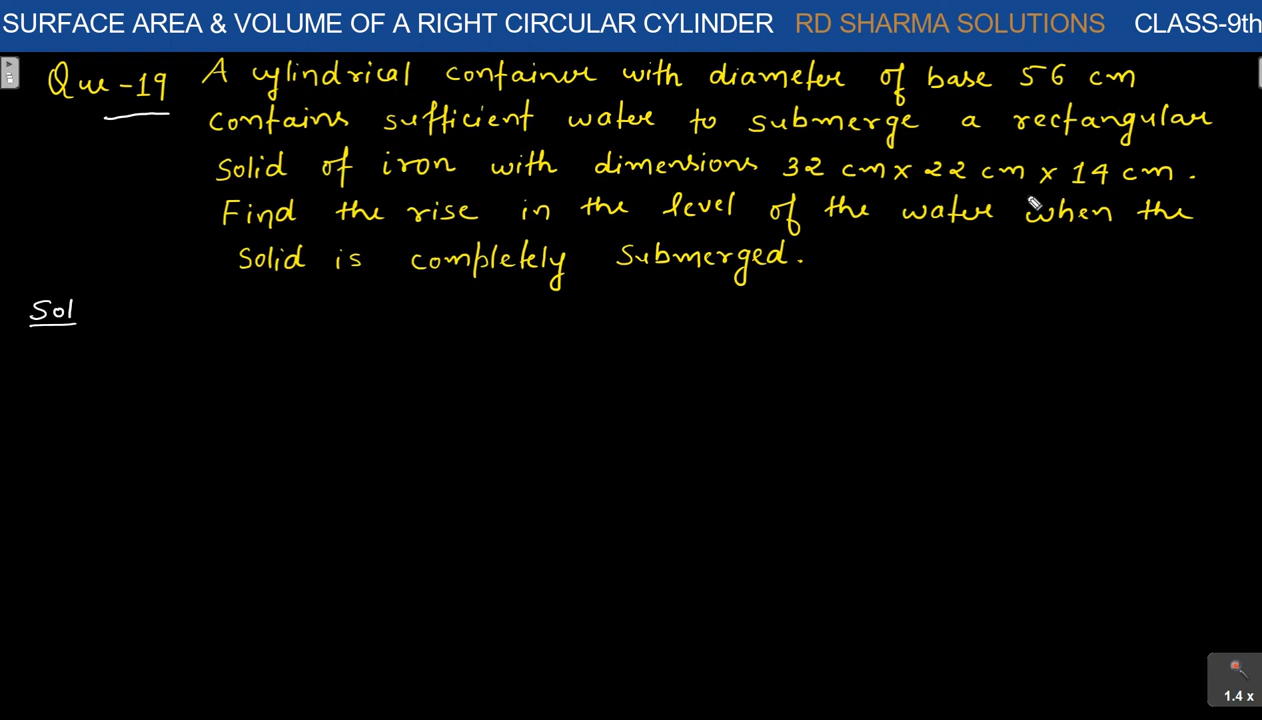 SURFACE AREA & VOLUME OF A RIGHT CIRCULAR CYLINDER RD SHARMA SOLUTIONS CLASS-9th
Que-19 A cylindrical container with diameter of base 56 cm
contains sufficient water to submerge a rectangular
solid of iron with dimensions 32 cm x 22 cm x 14 cm.
Find the rise in the level of the water when the
solid is completely submerged.
Sol
1.4 x